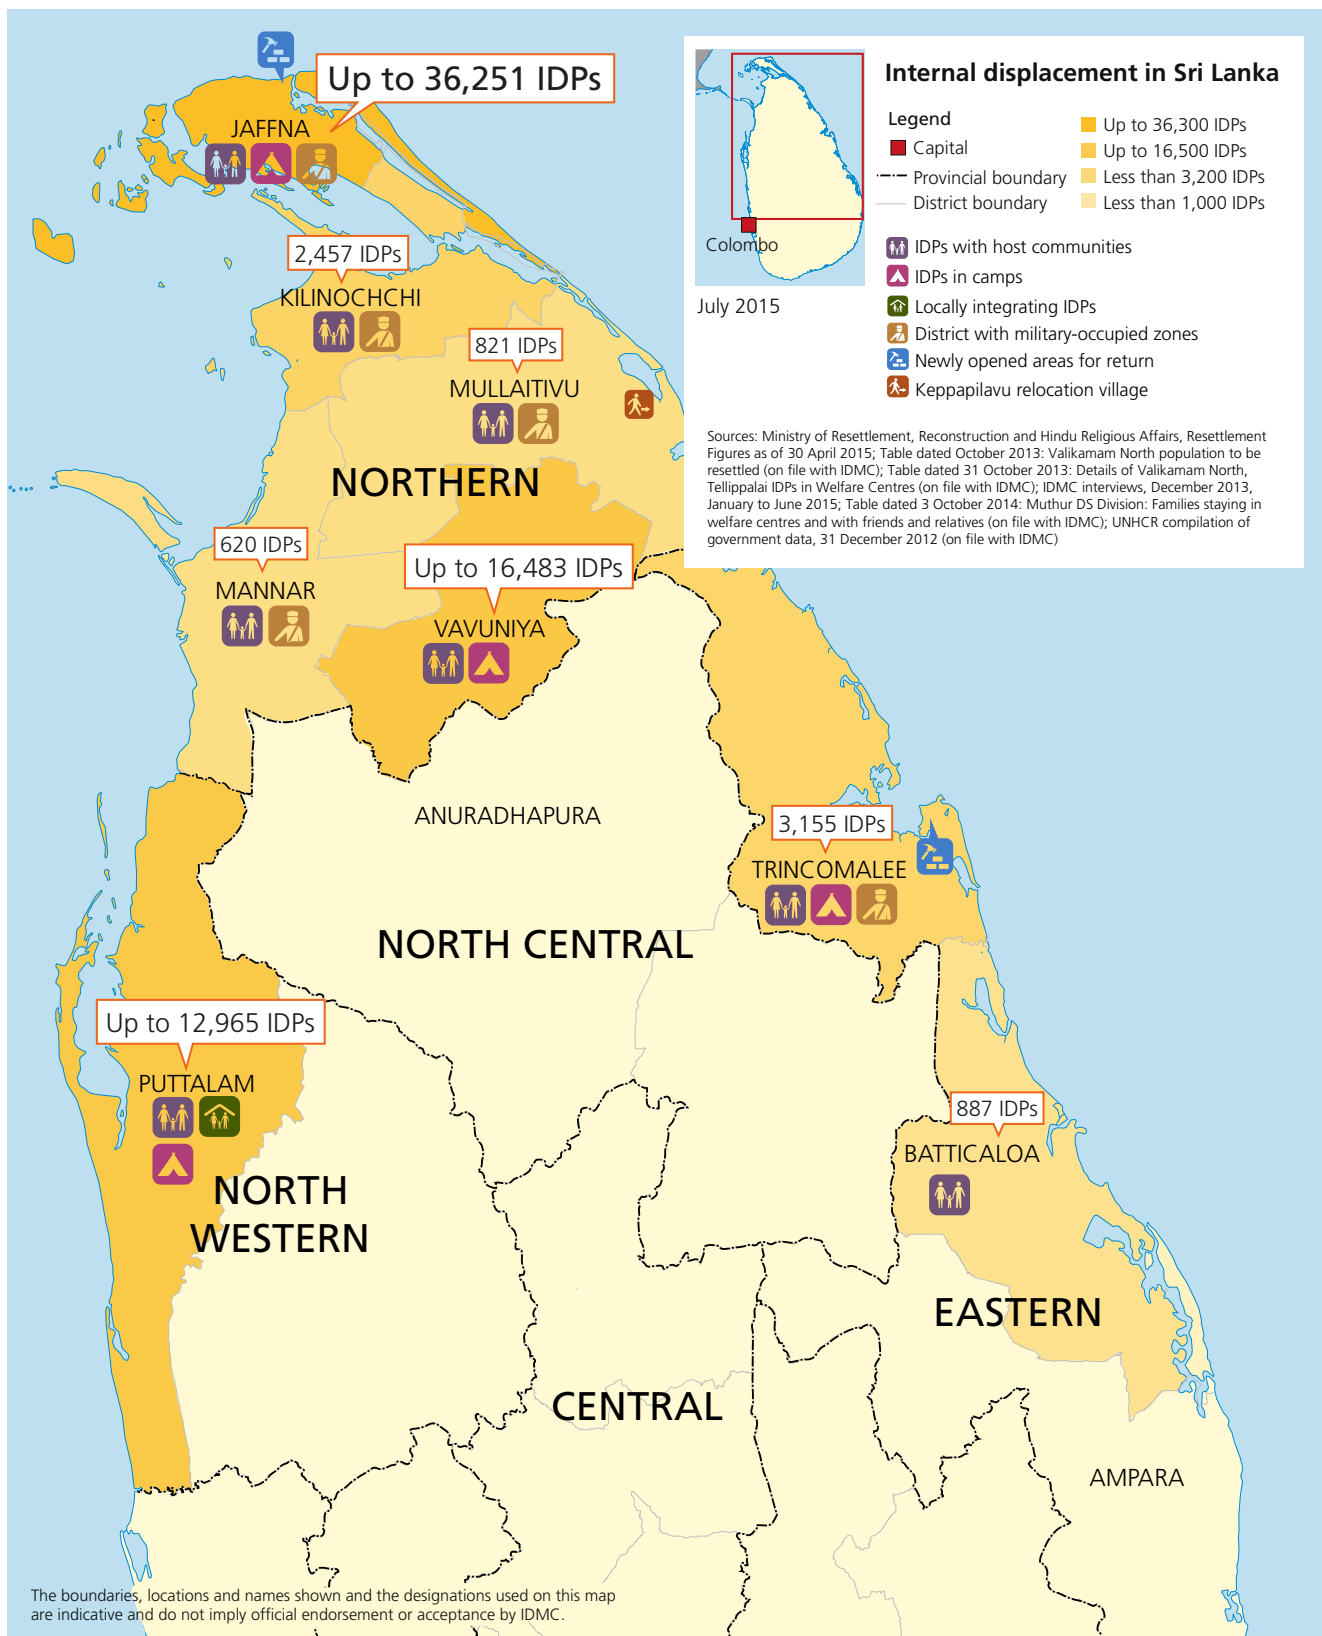 Up to 36,251 IDPs
JAFFNA
2,457 IDPs
KILINOCHCHI
821 IDPs
MULLAITIVU
NORTHERN
620 IDPs
MANNAR
Up to 16,483 IDPs
VAVUNIYA
ANURADHAPURA
3,155 IDPs
TRINCOMALEE
NORTH CENTRAL
Up to 12,965 IDPs
PUTTALAM
NORTH
WESTERN
887 IDPs
BATTICALOA
EASTERN
CENTRAL
AMPARA
Internal displacement in Sri Lanka
Legend
Capital
Provincial boundary
District boundary
Up to 36,300 IDPs
Up to 16,500 IDPs
Less than 3,200 IDPs
Less than 1,000 IDPs
Colombo
July 2015
IDPs with host communities
IDPs in camps
Locally integrating IDPs
District with military-occupied zones
Newly opened areas for return
Keppapilavu relocation village
Sources: Ministry of Resettlement, Reconstruction and Hindu Religious Affairs, Resettlement
Figures as of 30 April 2015; Table dated October 2013: Valikamam North population to be
resettled (on file with IDMC); Table dated 31 October 2013: Details of Valikamam North,
Tellippalai IDPs in Welfare Centres (on file with IDMC); IDMC interviews, December 2013,
January to June 2015; Table dated 3 October 2014: Muthur DS Division: Families staying in
welfare centres and with friends and relatives (on file with IDMC); UNHCR compilation of
government data, 31 December 2012 (on file with IDMC)
The boundaries, locations and names shown and the designations used on this map
are indicative and do not imply official endorsement or acceptance by IDMC.